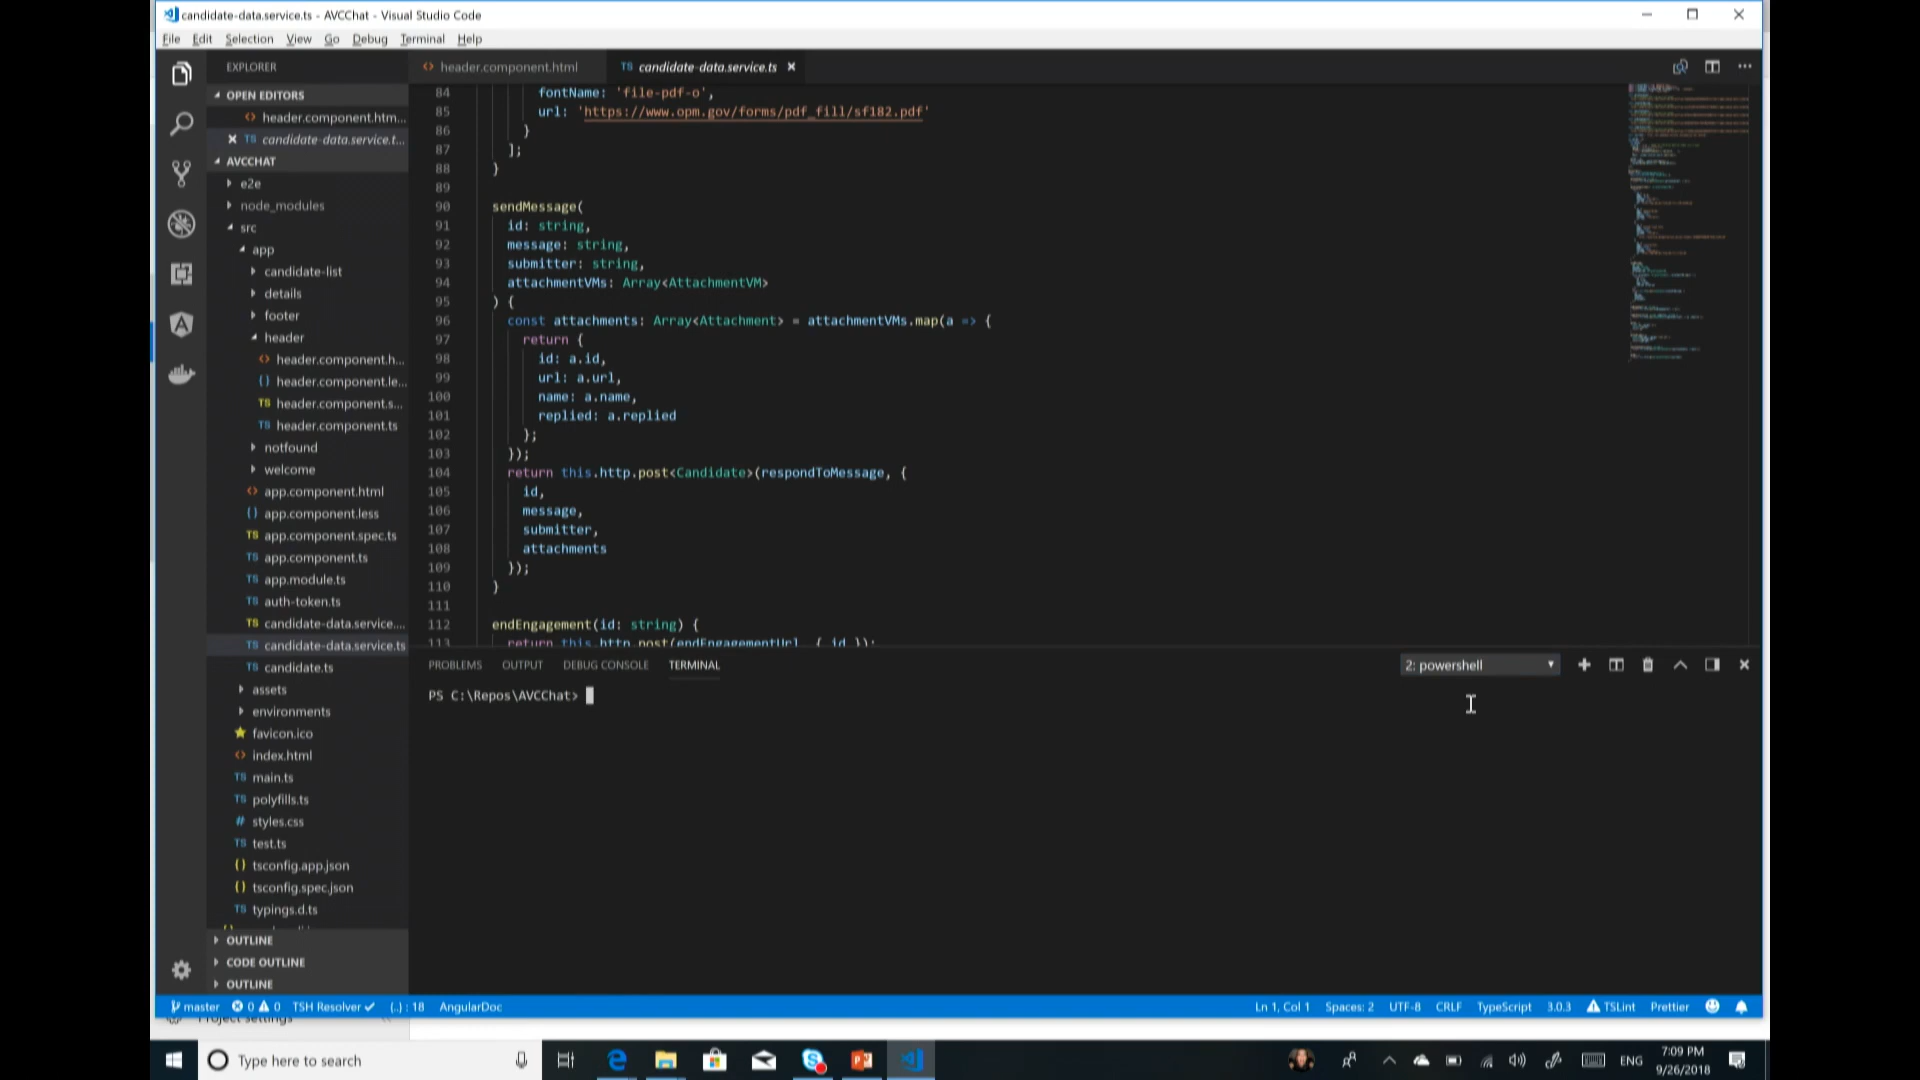 candidate-data.service.ts - AVCChat - Visual Studio Code
File Edit Selection View Go Debug Terminal Help
EXPLORER
OPEN EDITORS
header.component.htm...
candidate-data.service.t...
AVCCHAT
e2e
node_modules
src
app
candidate-list
details
footer
header
header.component.h...
header.component.le...
header.component.s...
header.component.ts
notfound
welcome
app.component.html
app.component.less
app.component.spec.ts
app.component.ts
app.module.ts
auth-token.ts
candidate-data.service....
candidate-data.service.ts
candidate.ts
assets
environments
favicon.ico
index.html
main.ts
polyfills.ts
styles.css
test.ts
tsconfig.app.json
tsconfig.spec.json
typings.d.ts
OUTLINE
CODE OUTLINE
OUTLINE
header.component.html
TS candidate-data.service.ts
84 fontName: 'file-pdf-o',
85 url: 'https://www.opm.gov/forms/pdf_fill/sf182.pdf'
86 }
87 ];
88 }
89
90 sendMessage(
91 id: string,
92 message: string,
93 submitter: string,
94 attachmentVMs: Array<AttachmentVM>
95 ) {
96 const attachments: Array<Attachment> = attachmentVMs.map(a => {
97 return {
98 id: a.id,
99 url: a.url,
100 name: a.name,
101 replied: a.replied
102 };
103 });
104 return this.http.post<Candidate>(respondToMessage, {
105 id,
106 message,
107 submitter,
108 attachments
109 });
110 }
111
112 endEngagement(id: string) {
113 return this.http.post(endEngagementUrl, { id });
PROBLEMS OUTPUT DEBUG CONSOLE TERMINAL
2: powershell
PS C:\Repos\AVCChat>
master 0 0 TSH Resolver {..} : 18 AngularDoc
Ln 1, Col 1 Spaces: 2 UTF-8 CRLF TypeScript 3.0.3 TSLint Prettier
Project settings
Type here to search
ENG
7:09 PM
9/26/2018